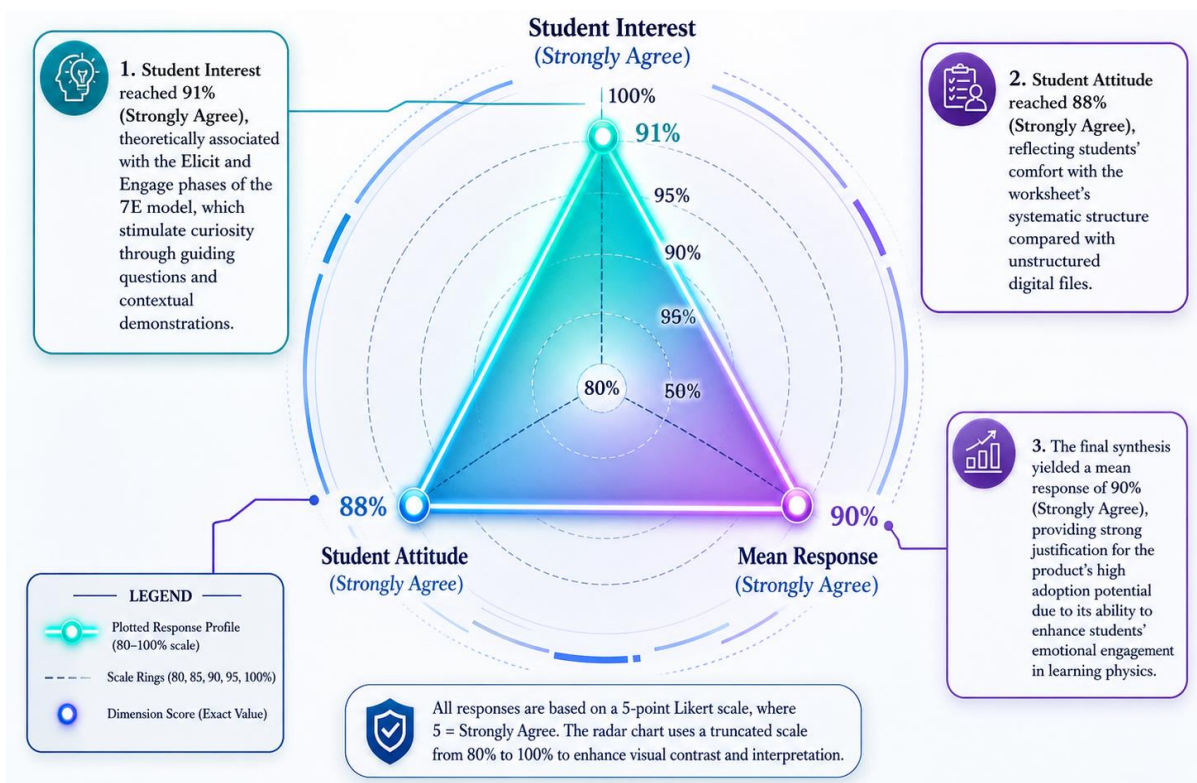 Student Interest
(Strongly Agree)
1. Student Interest
reached 91%
(Strongly Agree),
theoretically associated
with the Elicit and
Engage phases of the
7E model, which
stimulate curiosity
through guiding
questions and
contextual
demonstrations.
2. Student Attitude
reached 88%
(Strongly Agree),
reflecting students'
comfort with the
worksheet's
systematic structure
compared with
unstructured
digital files.
100%
91%
95%
90%
80%
88%
90%
Student Attitude
(Strongly Agree)
Mean Response
(Strongly Agree)
3. The final synthesis
yielded a mean
response of 90%
(Strongly Agree),
providing strong
justification for the
product's high
adoption potential
due to its ability to
enhance students'
emotional engagement
in learning physics.
LEGEND
Plotted Response Profile
(80–100% scale)
Scale Rings (80, 85, 90, 95, 100%)
Dimension Score (Exact Value)
All responses are based on a 5-point Likert scale, where
5 = Strongly Agree. The radar chart uses a truncated scale
from 80% to 100% to enhance visual contrast and interpretation.